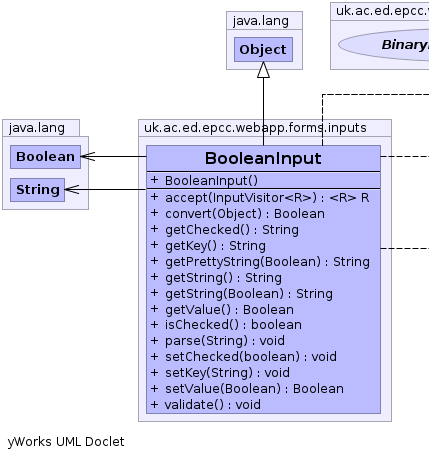 java.lang
Object
uk.ac.ed.epcc.w
Binary
java.lang
Boolean
String
uk.ac.ed.epcc.webapp.forms.inputs
BooleanInput
+ BooleanInput()
+ accept(InputVisitor<R>) : <R> R
+ convert(Object) : Boolean
+ getChecked() : String
+ getKey() : String
+ getPrettyString(Boolean) : String
+ getString() : String
+ getString(Boolean) : String
+ getValue() : Boolean
+ isChecked() : boolean
+ parse(String) : void
+ setChecked(boolean) : void
+ setKey(String) : void
+ setValue(Boolean) : Boolean
+ validate() : void
yWorks UML Doclet